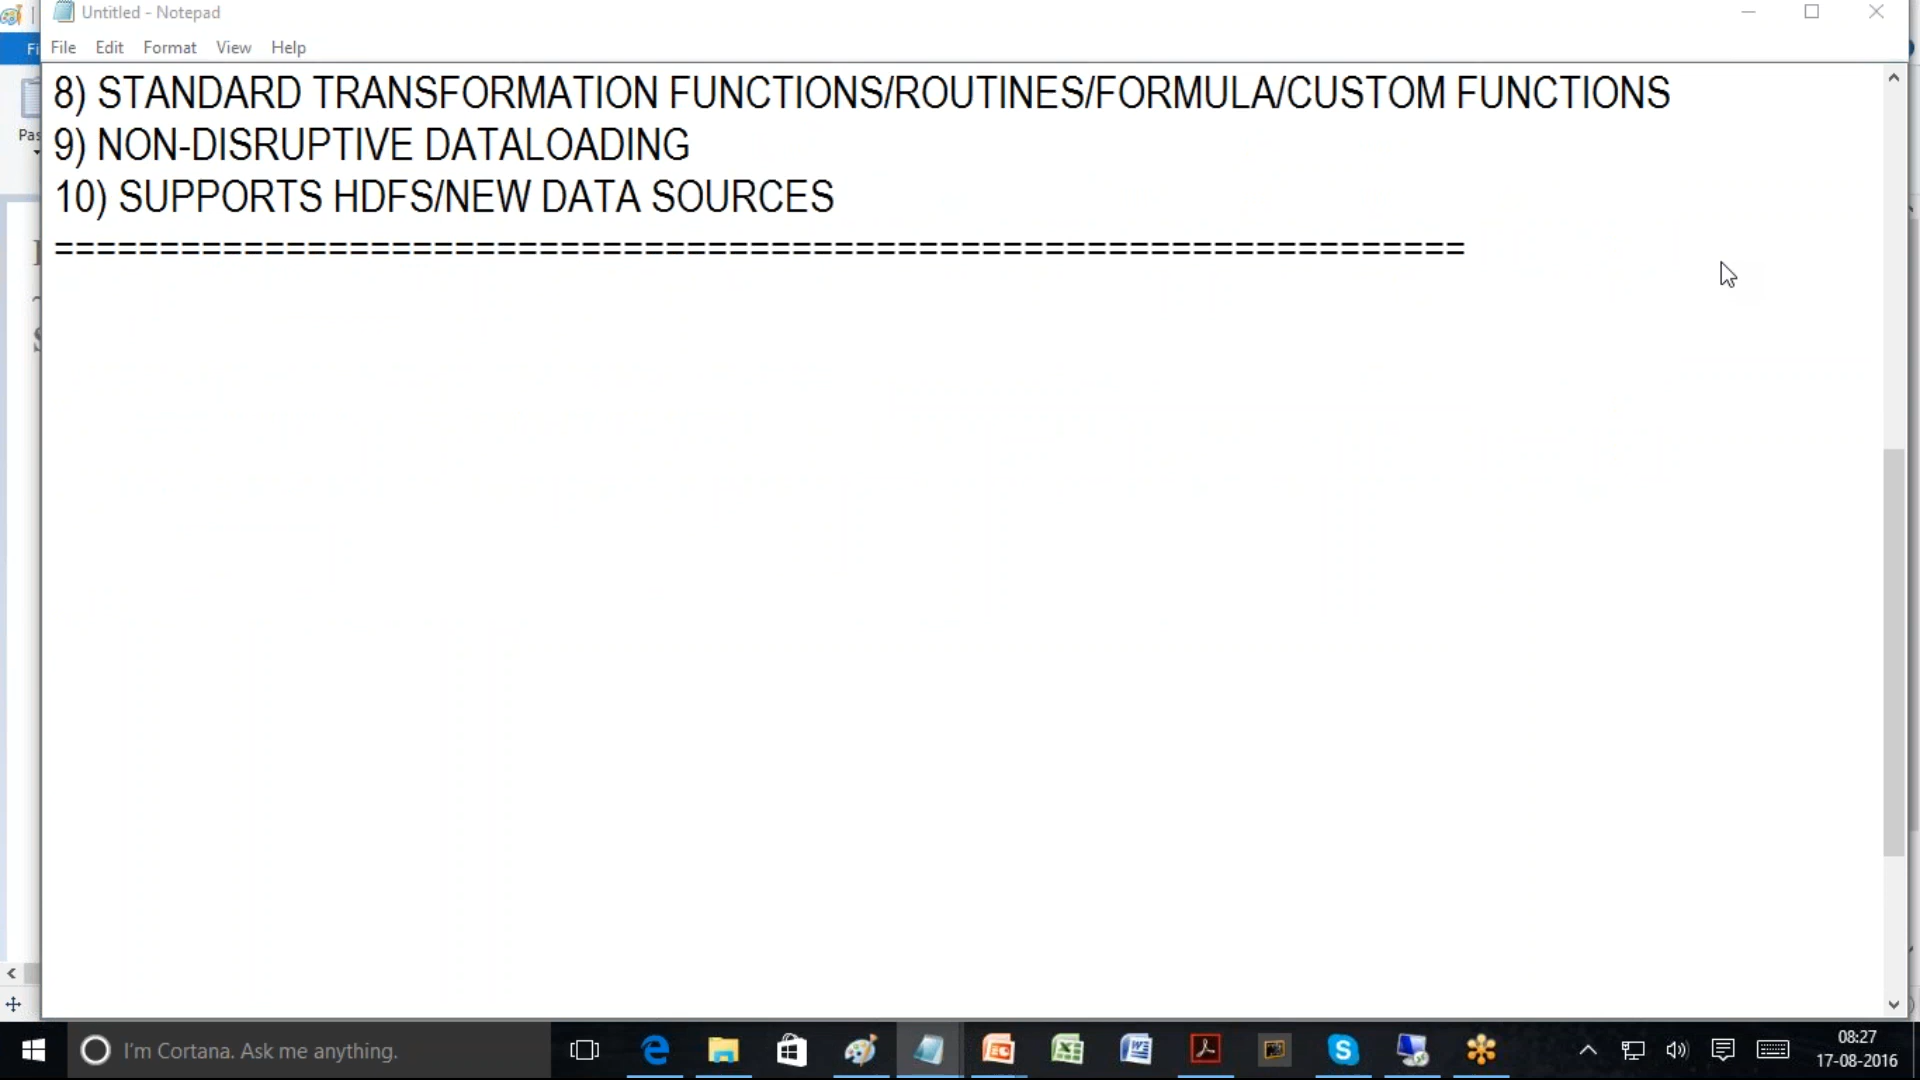 Untitled - Notepad
File Edit Format View Help
8) STANDARD TRANSFORMATION FUNCTIONS/ROUTINES/FORMULA/CUSTOM FUNCTIONS
9) NON-DISRUPTIVE DATALOADING
10) SUPPORTS HDFS/NEW DATA SOURCES
===================================================================
I'm Cortana. Ask me anything.
08:27
17-08-2016